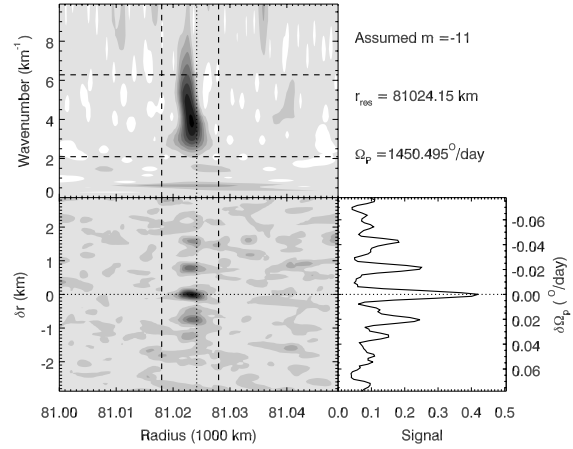 Assumed m = -11
r_res = 81024.15 km
Ω_P = 1450.495°/day
Wavenumber (km⁻¹)
8
6
4
2
0
δr (km)
2
1
0
-1
-2
81.00 81.01 81.02 81.03 81.04
Radius (1000 km)
0.0 0.1 0.2 0.3 0.4 0.5
Signal
-0.06
-0.04
-0.02
0.00
0.02
0.04
0.06
δΩ_P (°/day)